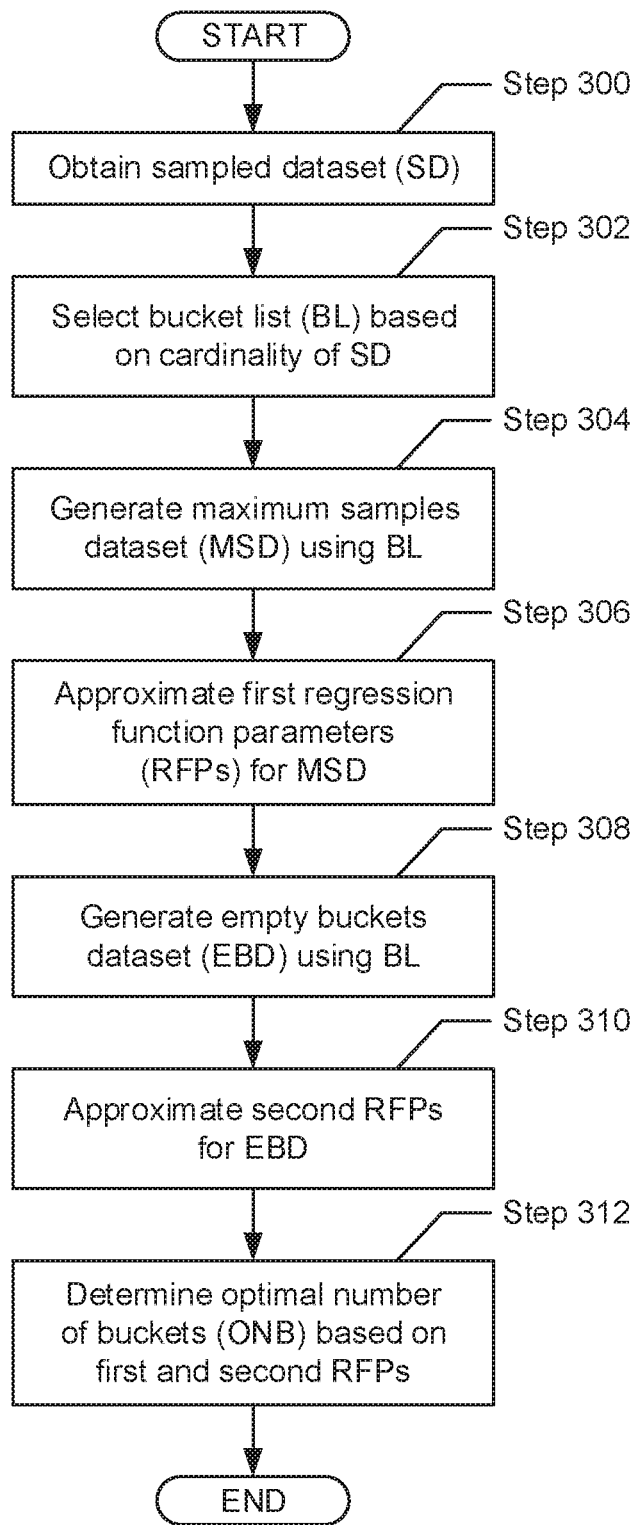 START
Step 300
Obtain sampled dataset (SD)
Step 302
Select bucket list (BL) based
on cardinality of SD
Step 304
Generate maximum samples
dataset (MSD) using BL
Step 306
Approximate first regression
function parameters
(RFPs) for MSD
Step 308
Generate empty buckets
dataset (EBD) using BL
Step 310
Approximate second RFPs
for EBD
Step 312
Determine optimal number
of buckets (ONB) based on
first and second RFPs
END